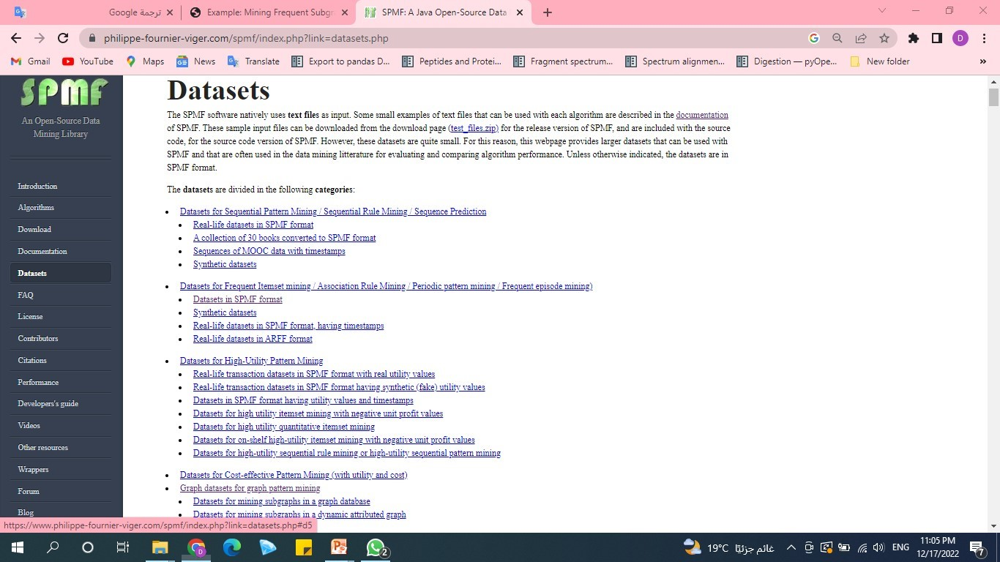 Google ترجمة
Example: Mining Frequent Subgr
SPMF: A Java Open-Source Data
philippe-fournier-viger.com/spmf/index.php?link=datasets.php
D
Gmail
YouTube
Maps
News
Translate
Export to pandas D...
Peptides and Protei...
Fragment spectrum...
Spectrum alignmen...
Digestion — pyOpe...
New folder
»
SPMF
An Open-Source Data
Mining Library
Introduction
Algorithms
Download
Documentation
Datasets
FAQ
License
Contributors
Citations
Performance
Developers's guide
Videos
Other resources
Wrappers
Forum
Blog
Datasets
The SPMF software natively uses text files as input. Some small examples of text files that can be used with each algorithm are described in the documentation
of SPMF. These sample input files can be downloaded from the download page (test_files.zip) for the release version of SPMF, and are included with the source
code, for the source code version of SPMF. However, these datasets are quite small. For this reason, this webpage provides larger datasets that can be used with
SPMF and that are often used in the data mining litterature for evaluating and comparing algorithm performance. Unless otherwise indicated, the datasets are in
SPMF format.
The datasets are divided in the following categories:
• Datasets for Sequential Pattern Mining / Sequential Rule Mining / Sequence Prediction
• Real-life datasets in SPMF format
• A collection of 30 books converted to SPMF format
• Sequences of MOOC data with timestamps
• Synthetic datasets
• Datasets for Frequent Itemset mining / Association Rule Mining / Periodic pattern mining / Frequent episode mining)
• Datasets in SPMF format
• Synthetic datasets
• Real-life datasets in SPMF format, having timestamps
• Real-life datasets in ARFF format
• Datasets for High-Utility Pattern Mining
• Real-life transaction datasets in SPMF format with real utility values
• Real-life transaction datasets in SPMF format having synthetic (fake) utility values
• Datasets in SPMF format having utility values and timestamps
• Datasets for high utility itemset mining with negative unit profit values
• Datasets for high utility quantitative itemset mining
• Datasets for on-shelf high-utility itemset mining with negative unit profit values
• Datasets for high-utility sequential rule mining or high-utility sequential pattern mining
• Datasets for Cost-effective Pattern Mining (with utility and cost)
• Graph datasets for graph pattern mining
• Datasets for mining subgraphs in a graph database
• Datasets for mining subgraphs in a dynamic attributed graph
https://www.philippe-fournier-viger.com/spmf/index.php?link=datasets.php#d5
2
19°C غائم جزئيًا
ENG
11:05 PM
12/17/2022
7